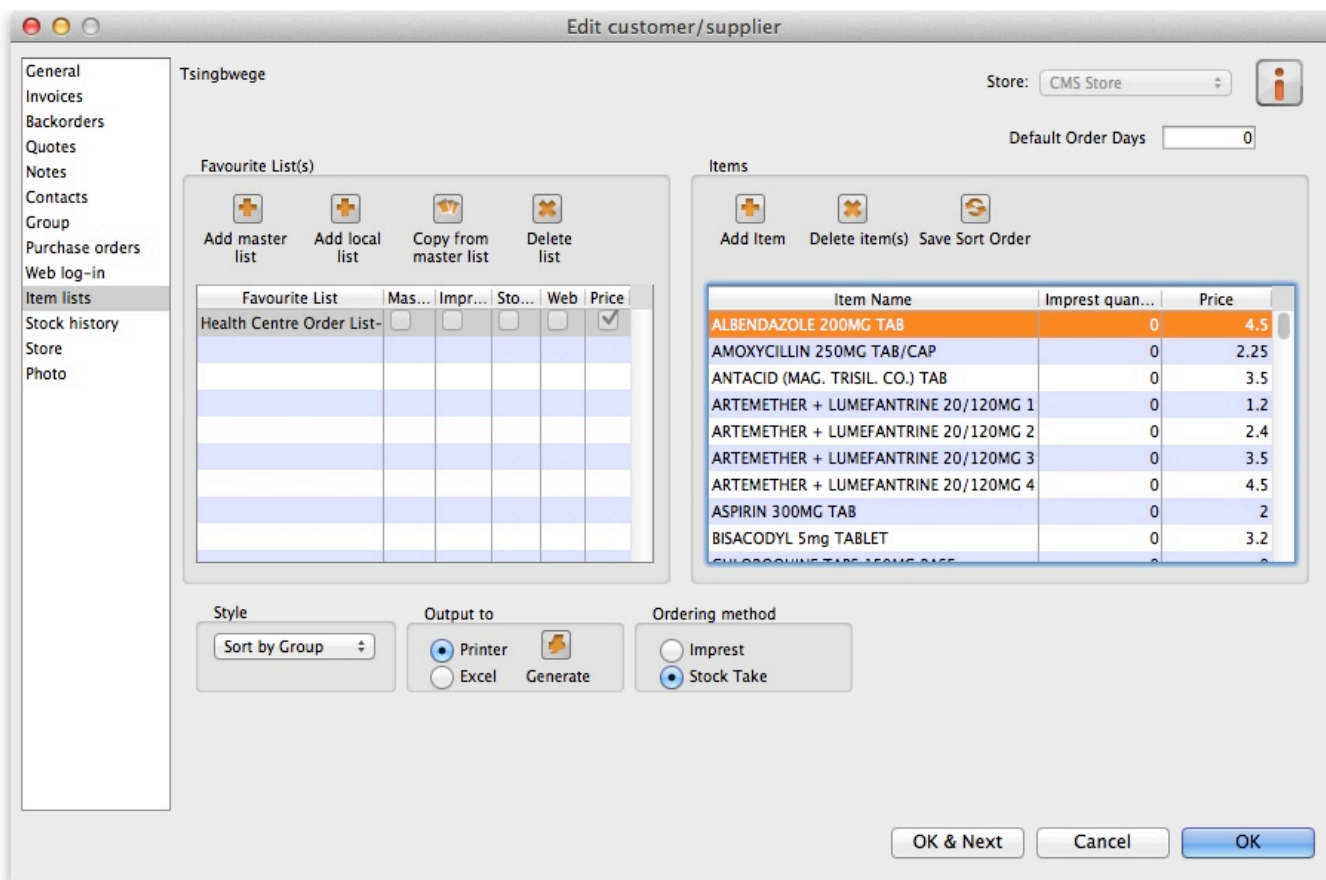 Edit customer/supplier
General
Invoices
Backorders
Quotes
Notes
Contacts
Group
Purchase orders
Web log-in
Item lists
Stock history
Store
Photo
Tsingbwege
Store: CMS Store
Default Order Days 0
Favourite List(s)
Add master list
Add local list
Copy from master list
Delete list
Favourite List Mas... Impr... Sto... Web Price
Health Centre Order List-
Items
Add Item Delete item(s) Save Sort Order
Item Name Imprest quan... Price
ALBENDAZOLE 200MG TAB 0 4.5
AMOXYCILLIN 250MG TAB/CAP 0 2.25
ANTACID (MAG. TRISIL. CO.) TAB 0 3.5
ARTEMETHER + LUMEFANTRINE 20/120MG 1 0 1.2
ARTEMETHER + LUMEFANTRINE 20/120MG 2 0 2.4
ARTEMETHER + LUMEFANTRINE 20/120MG 3 0 3.5
ARTEMETHER + LUMEFANTRINE 20/120MG 4 0 4.5
ASPIRIN 300MG TAB 0 2
BISACODYL 5mg TABLET 0 3.2
Style
Sort by Group
Output to
Printer
Excel
Generate
Ordering method
Imprest
Stock Take
OK & Next Cancel OK